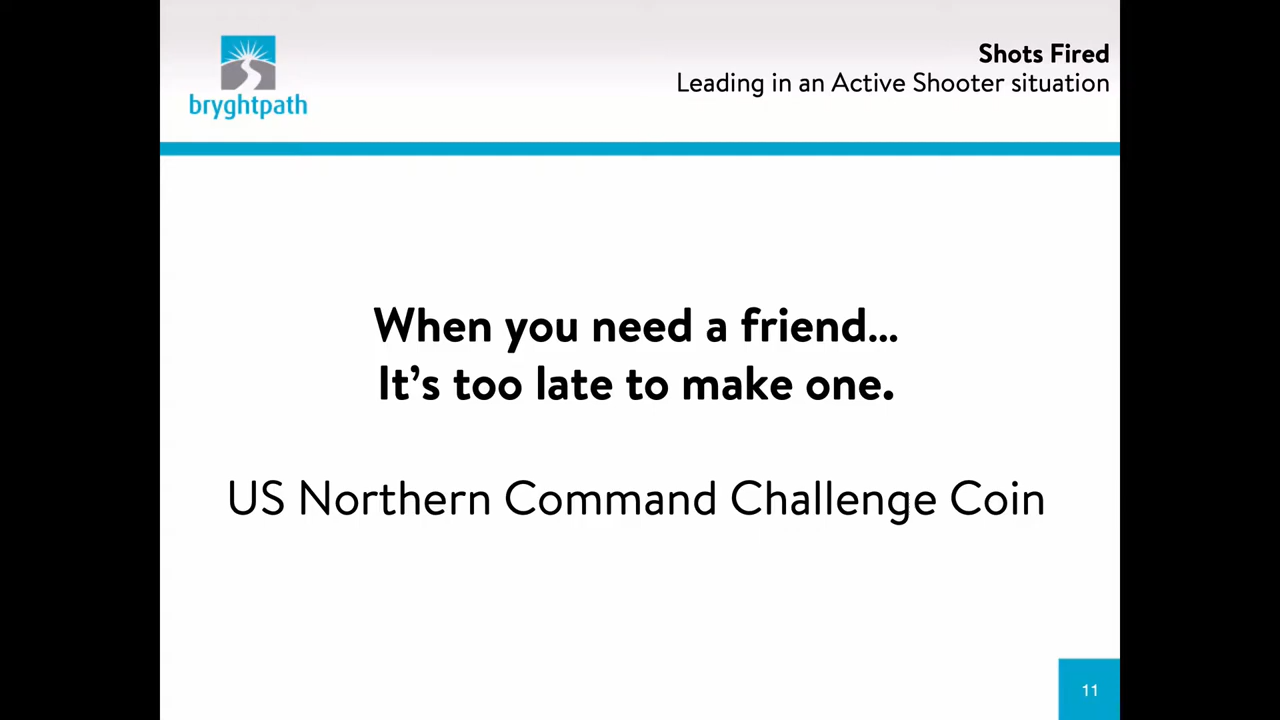 bryghtpath
Shots Fired
Leading in an Active Shooter situation
When you need a friend...
It's too late to make one.
US Northern Command Challenge Coin
11